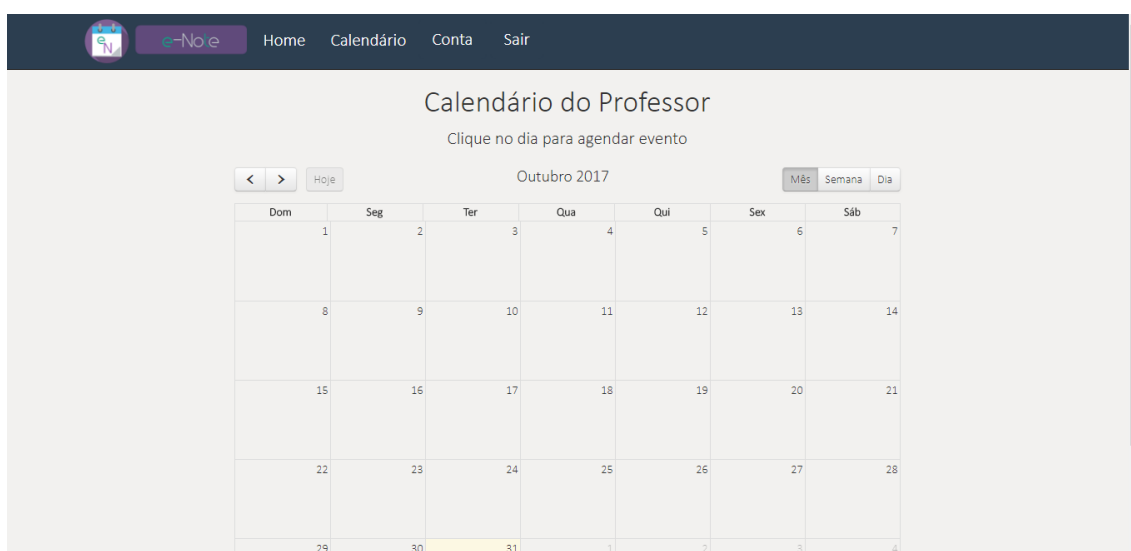 eN e-Note Home Calendário Conta Sair
Calendário do Professor
Clique no dia para agendar evento
Hoje Outubro 2017 Mês Semana Dia
Dom Seg Ter Qua Qui Sex Sáb
1 2 3 4 5 6 7
8 9 10 11 12 13 14
15 16 17 18 19 20 21
22 23 24 25 26 27 28
29 30 31 1 2 3 4